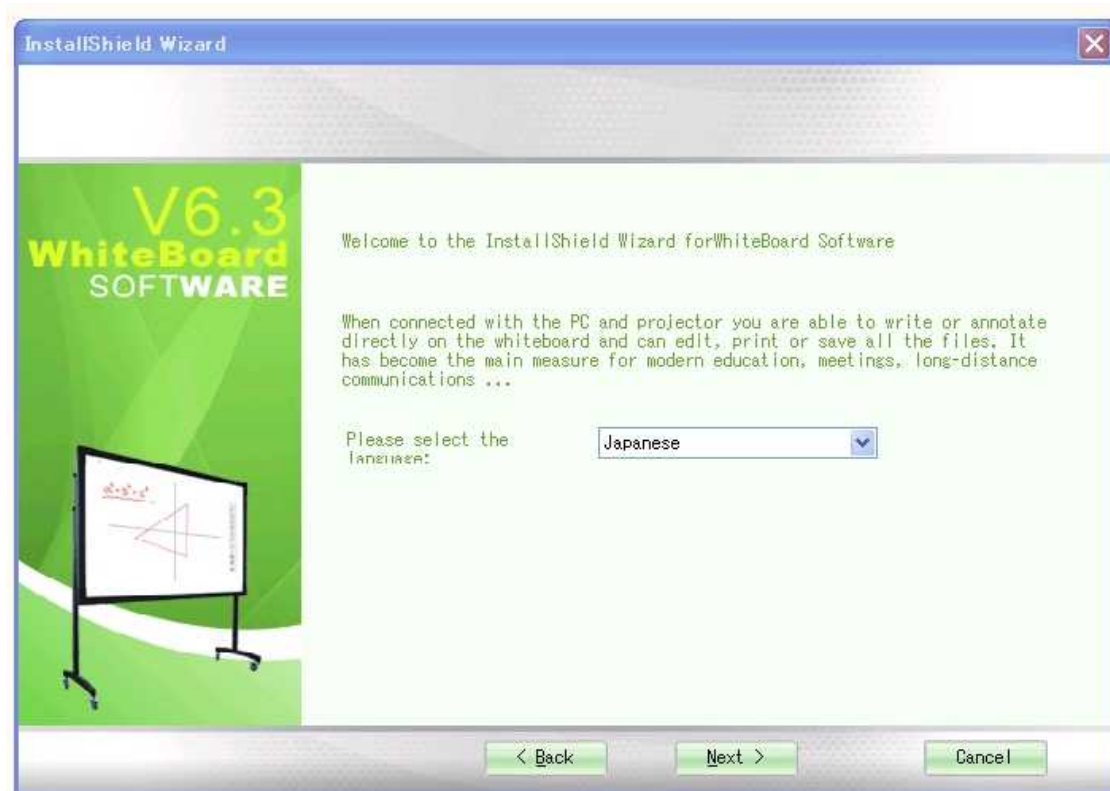 InstallShield Wizard
V6.3
WhiteBoard
SOFTWARE
Welcome to the InstallShield Wizard forWhiteBoard Software
When connected with the PC and projector you are able to write or annotate
directly on the whiteboard and can edit, print or save all the files. It
has become the main measure for modern education, meetings, long-distance
communications ...
Please select the
language:
Japanese
< Back
Next >
Cancel